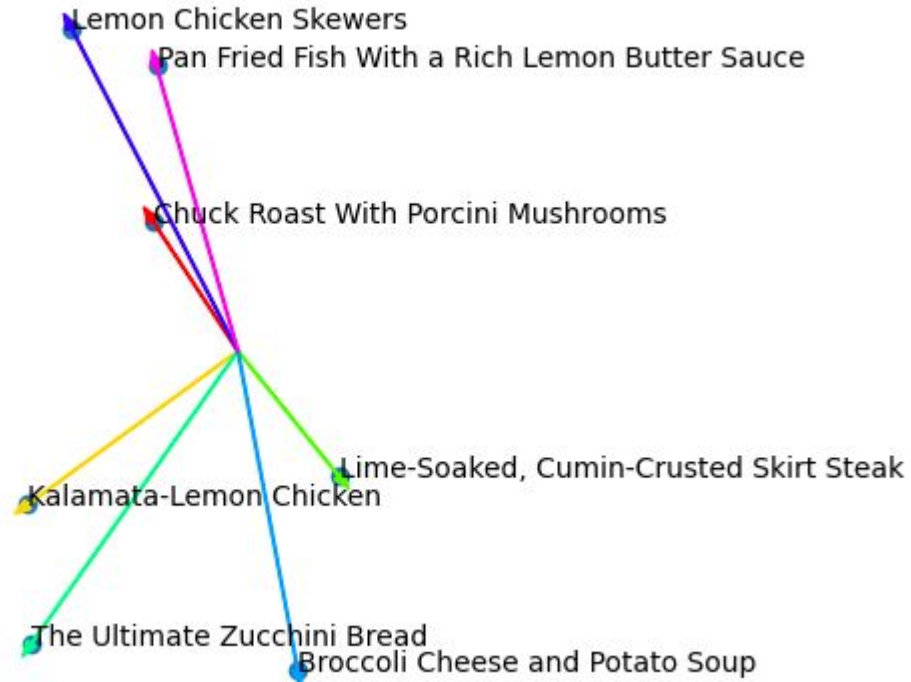 Lemon Chicken Skewers
Pan Fried Fish With a Rich Lemon Butter Sauce
Chuck Roast With Porcini Mushrooms
Lime-Soaked, Cumin-Crusted Skirt Steak
Kalamata-Lemon Chicken
The Ultimate Zucchini Bread
Broccoli Cheese and Potato Soup